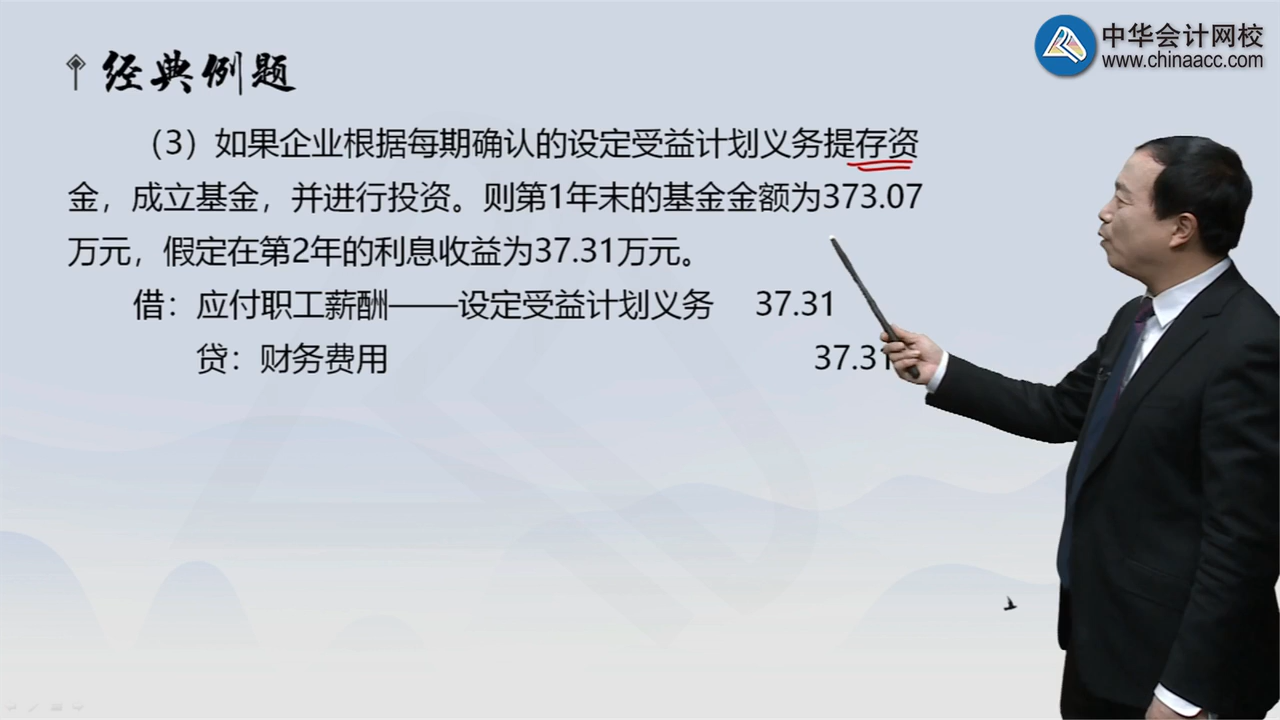 中华会计网校
www.chinaacc.com
经典例题
（3）如果企业根据每期确认的设定受益计划义务提存资
金，成立基金，并进行投资。则第1年末的基金金额为373.07
万元，假定在第2年的利息收益为37.31万元。
借：应付职工薪酬——设定受益计划义务 37.31
贷：财务费用 37.31